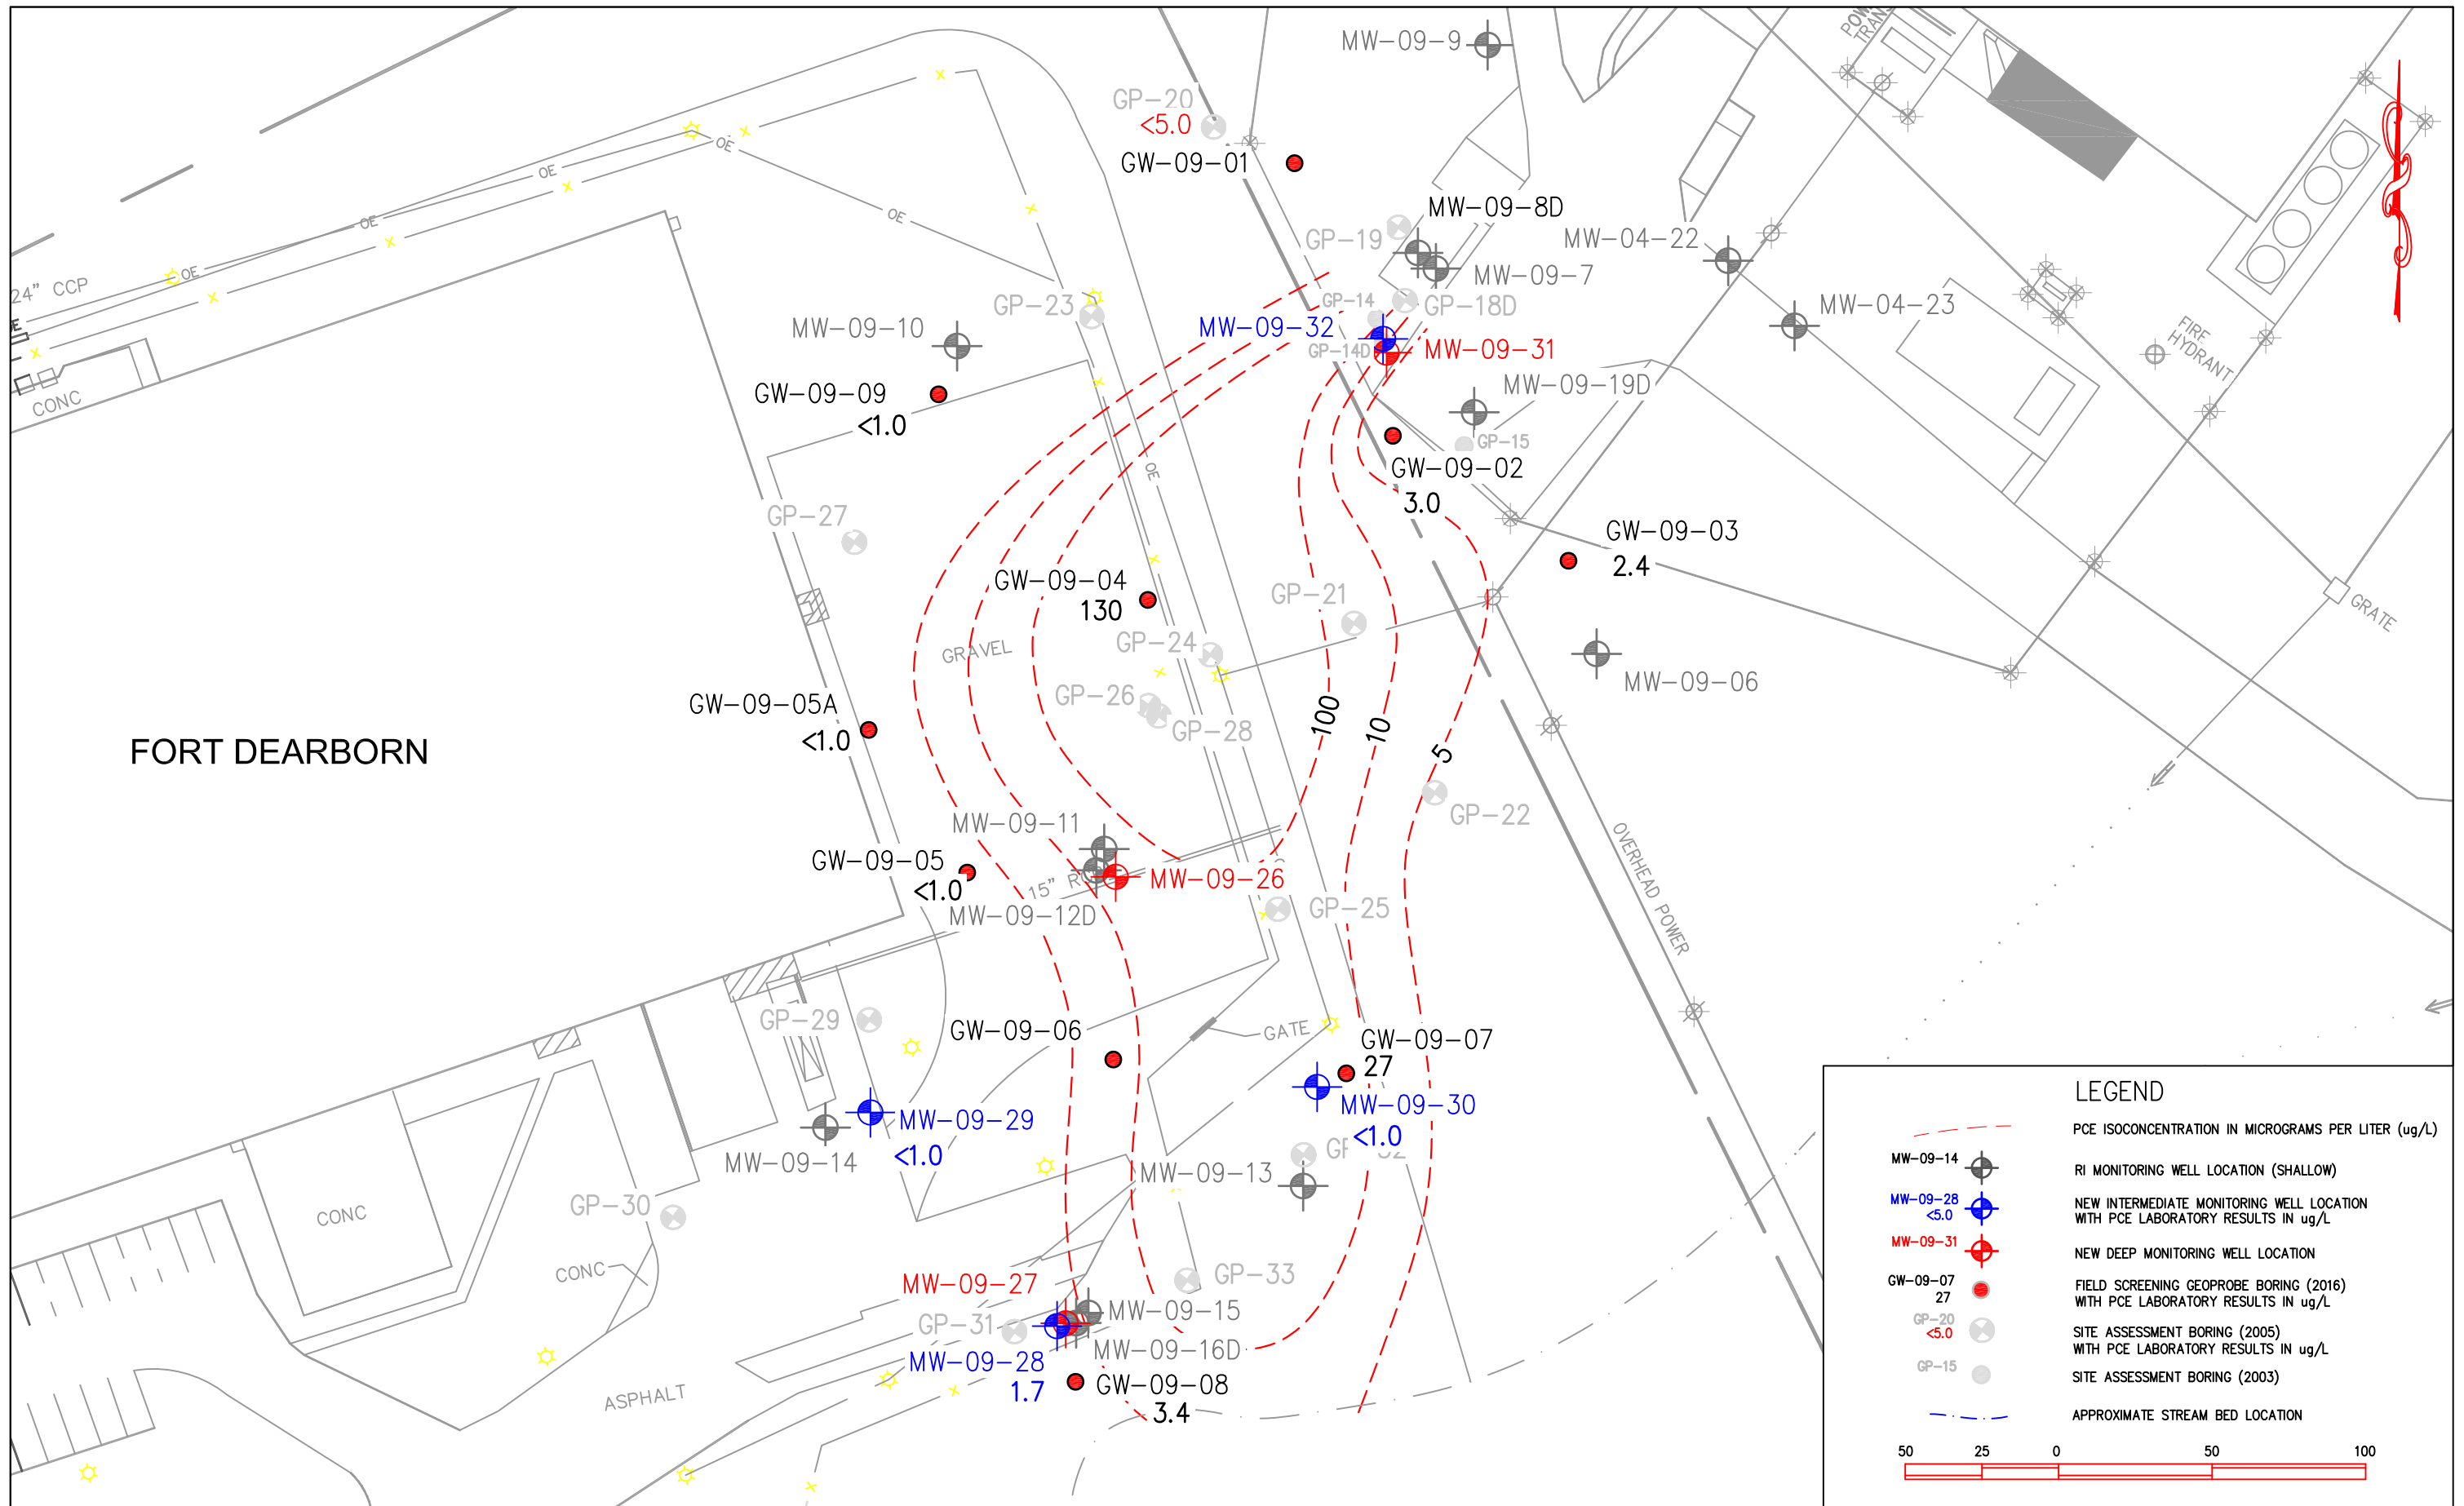 MW-09-9
POW
TRANS
GP-20
<5.0
GW-09-01
MW-09-8D
GP-19
MW-04-22
MW-09-7
OE
OE
OE
OE
OE
24" CCP
OE
CONC
GP-23
MW-09-10
GP-14
GP-18D
MW-04-23
MW-09-32
GP-14D
MW-09-31
FIRE
HYDRANT
GW-09-09
<1.0
MW-09-19D
GP-15
GW-09-02
3.0
OE
GP-27
GW-09-03
2.4
GW-09-04
130
GP-21
GRATE
GRAVEL
GP-24
MW-09-06
GP-26
GP-28
GW-09-05A
<1.0
100
10
5
FORT DEARBORN
GP-22
MW-09-11
GW-09-05
<1.0
15" RC
MW-09-26
MW-09-12D
GP-25
OVERHEAD POWER
GP-29
GW-09-06
GATE
GW-09-07
27
MW-09-30
<1.0
MW-09-29
<1.0
MW-09-14
MW-09-13
GP-30
CONC
CONC
GP-33
MW-09-27
MW-09-15
GP-31
MW-09-16D
MW-09-28
1.7
GW-09-08
3.4
ASPHALT
LEGEND
PCE ISOCONCENTRATION IN MICROGRAMS PER LITER (ug/L)
MW-09-14
RI MONITORING WELL LOCATION (SHALLOW)
MW-09-28
<5.0
NEW INTERMEDIATE MONITORING WELL LOCATION
WITH PCE LABORATORY RESULTS IN ug/L
MW-09-31
NEW DEEP MONITORING WELL LOCATION
GW-09-07
27
FIELD SCREENING GEOPROBE BORING (2016)
WITH PCE LABORATORY RESULTS IN ug/L
GP-20
<5.0
SITE ASSESSMENT BORING (2005)
WITH PCE LABORATORY RESULTS IN ug/L
GP-15
SITE ASSESSMENT BORING (2003)
APPROXIMATE STREAM BED LOCATION
50 25 0 50 100